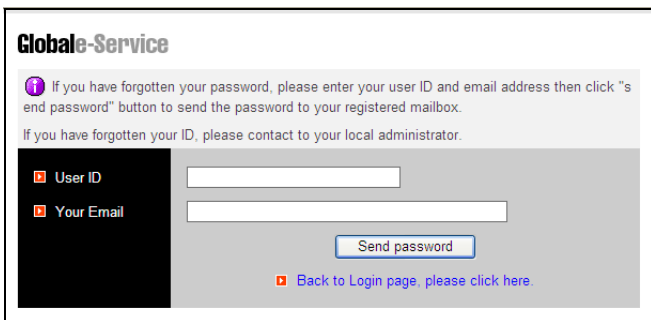 Globale-Service
If you have forgotten your password, please enter your user ID and email address then click "s
end password" button to send the password to your registered mailbox.
If you have forgotten your ID, please contact to your local administrator.
User ID
Your Email
Send password
Back to Login page, please click here.